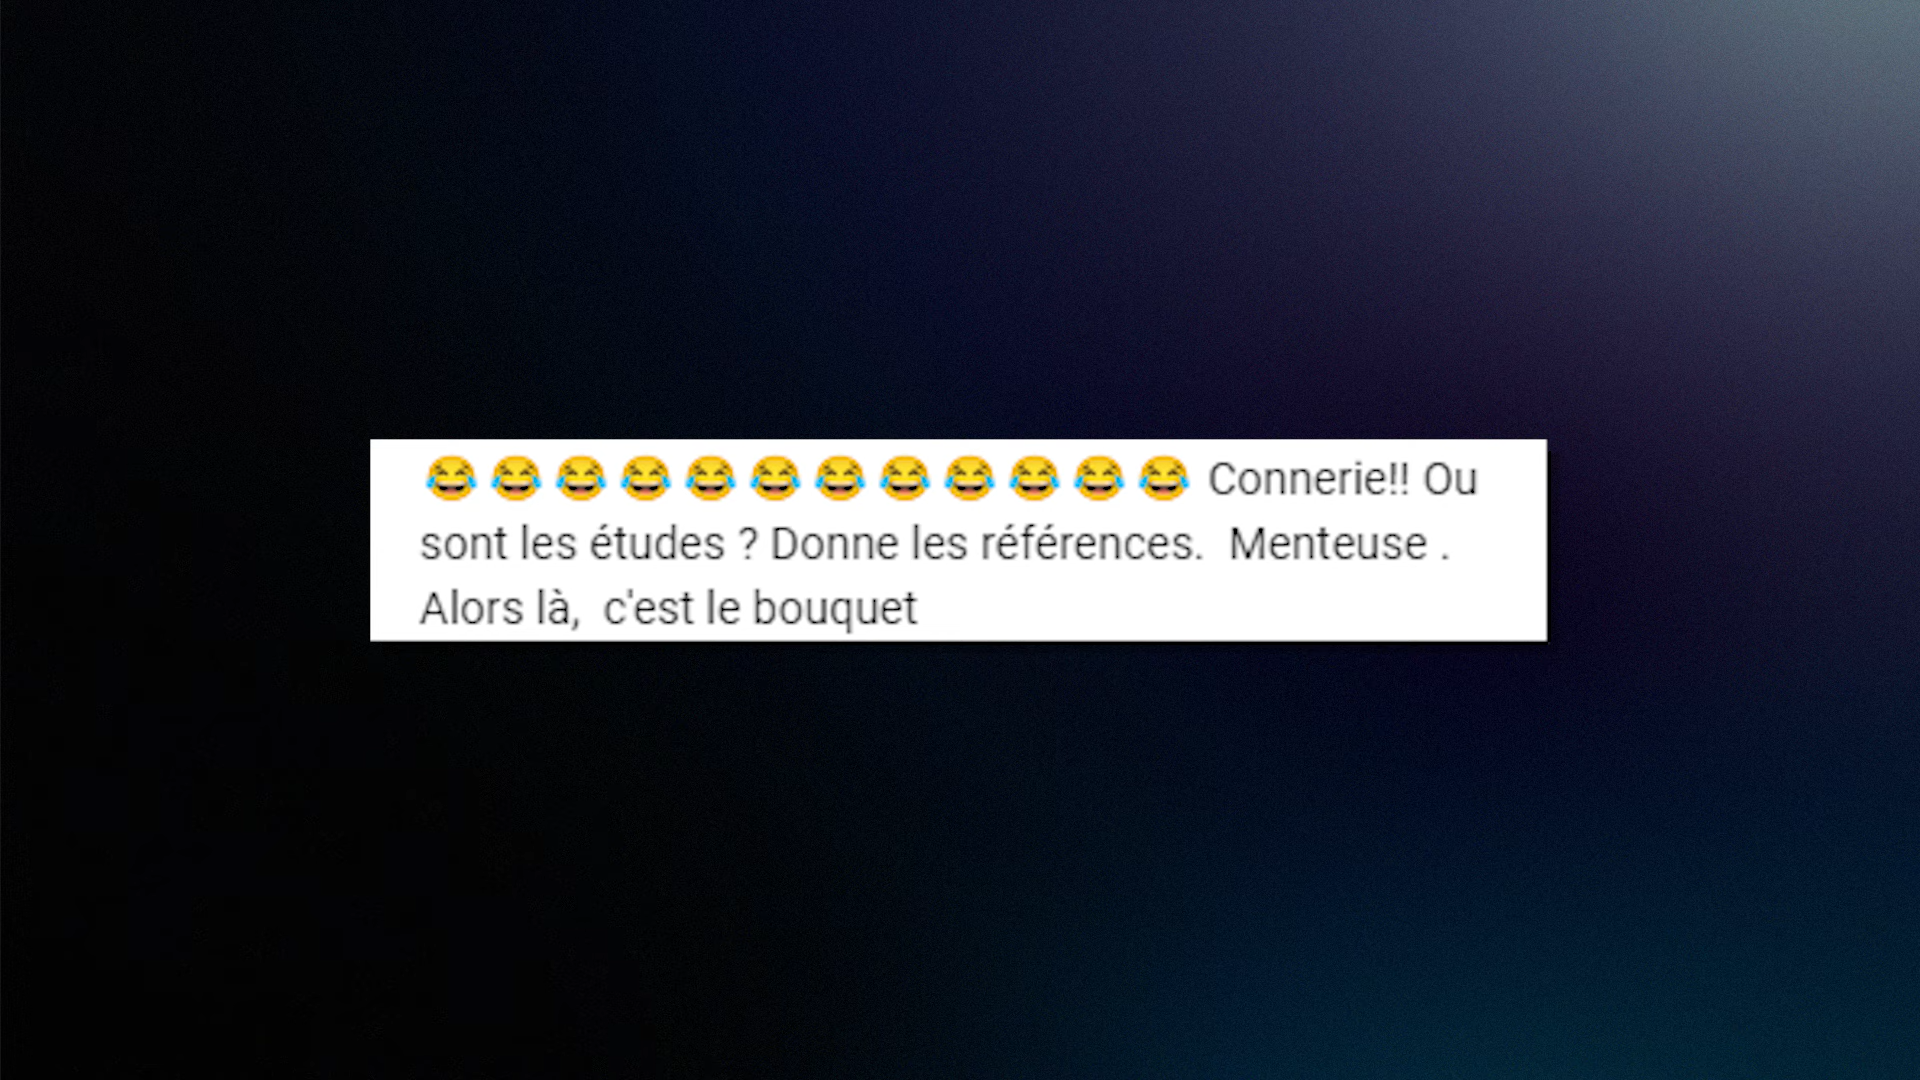 😂😂😂😂😂😂😂😂😂😂😂😂 Connerie!! Ou
sont les études ? Donne les références.  Menteuse .
Alors là,  c'est le bouquet